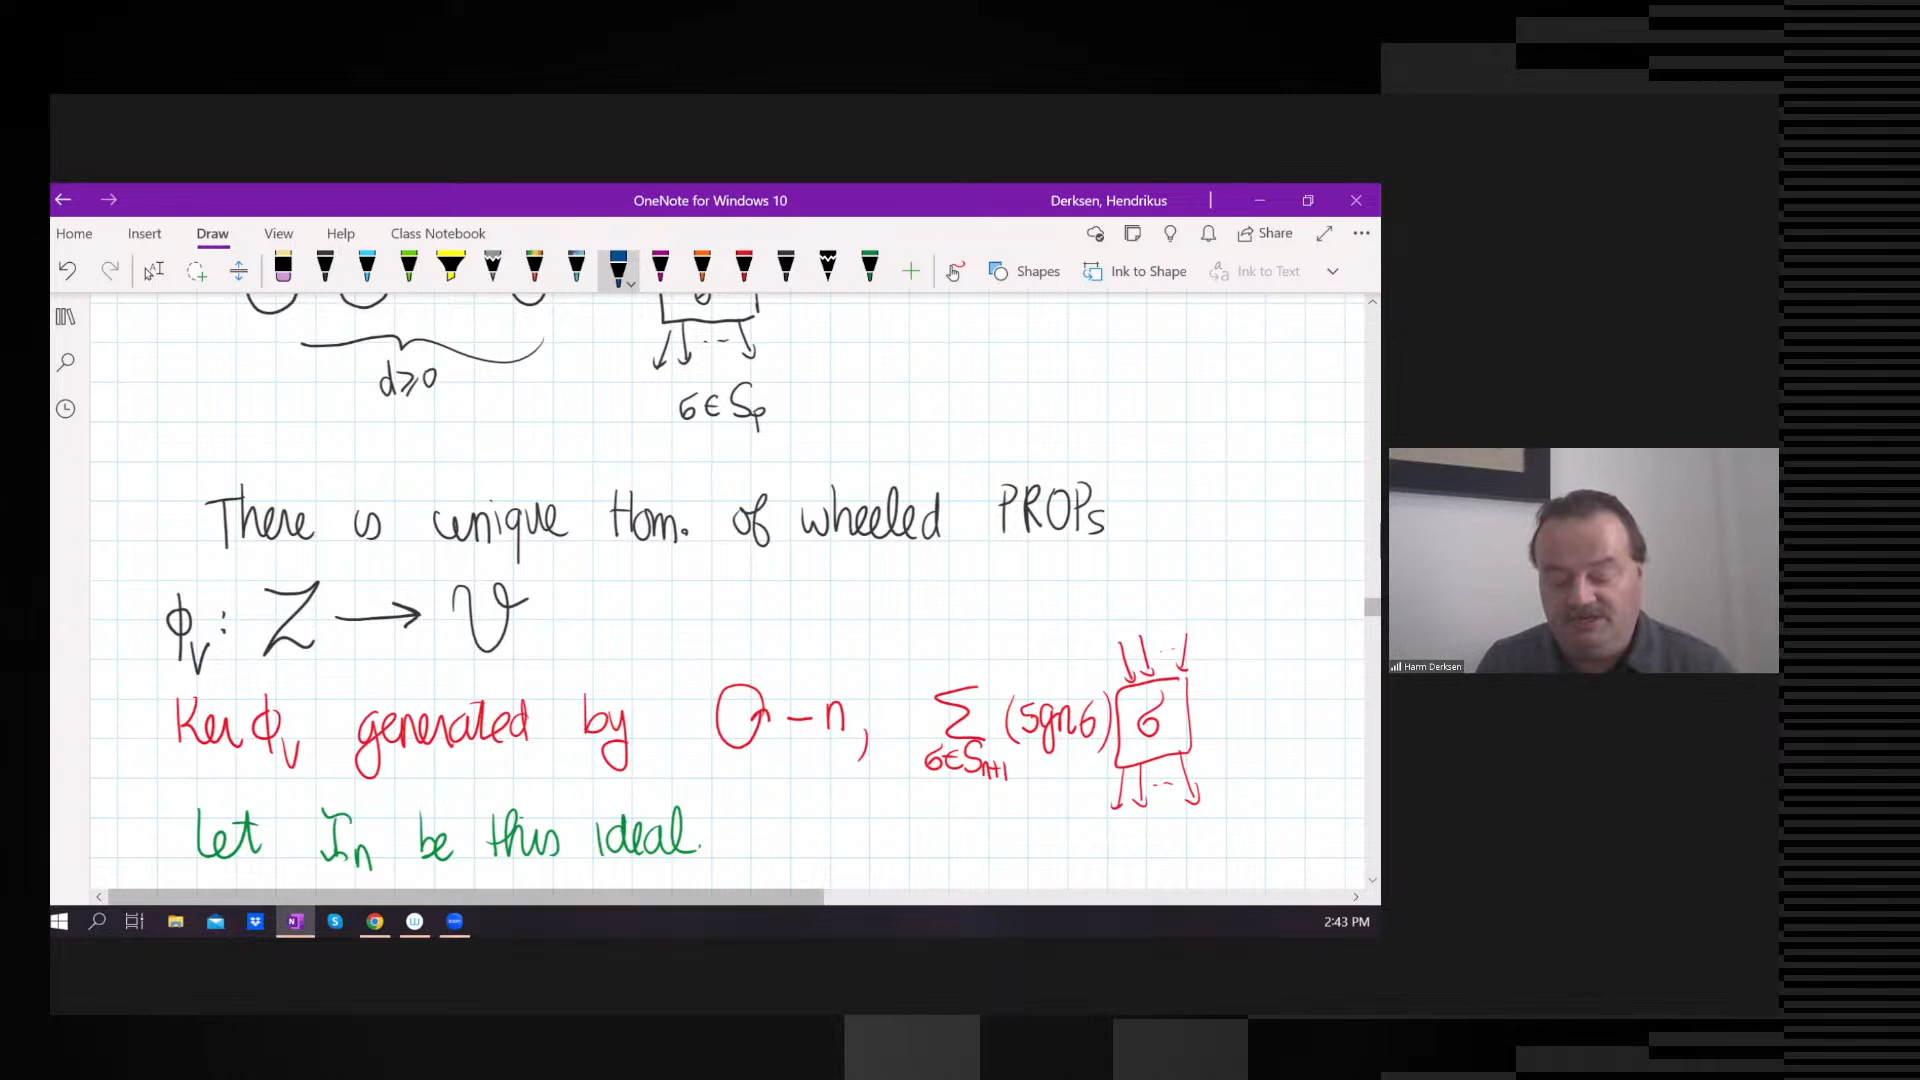 OneNote for Windows 10
Derksen, Hendrikus
Home Insert Draw View Help Class Notebook
Share
Shapes Ink to Shape Ink to Text
σ
d⩾0
σ ∈ S_p
There is unique Hom. of wheeled PROPs
ϕ_V : Z → V
Ker ϕ_V generated by ↺ − n, Σ_{σ∈S_{n+1}} (sgn σ) σ
Let I_n be this ideal.
Harm Derksen
2:43 PM